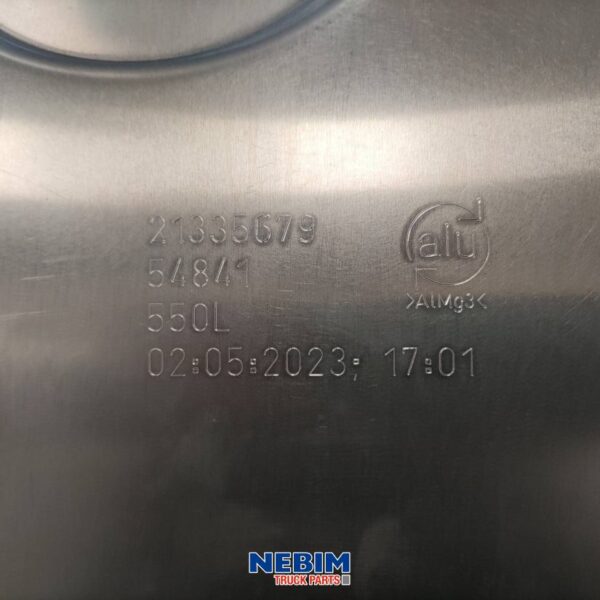 21335679
54841
550L
02:05:2023; 17:01
alu
>AlMg3<
NEBIM
TRUCK PARTS